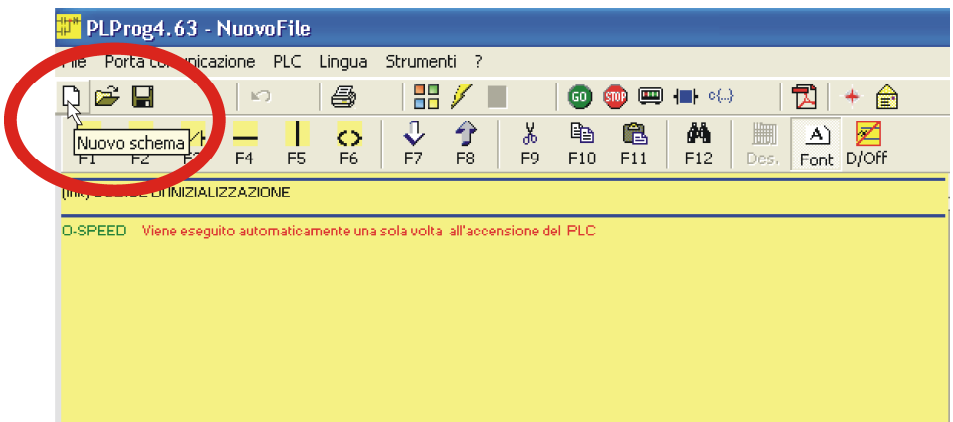 PLProg4.63 - NuovoFile
File Porta comunicazione PLC Lingua Strumenti ?
GO STOP c{..}
Nuovo schema
F1 F2 F3 F4 F5 F6 F7 F8 F9 F10 F11 F12 Des. Font D/Off
A)
DI INIZIALIZZAZIONE
O-SPEED Viene eseguito automaticamente una sola volta all'accensione del PLC